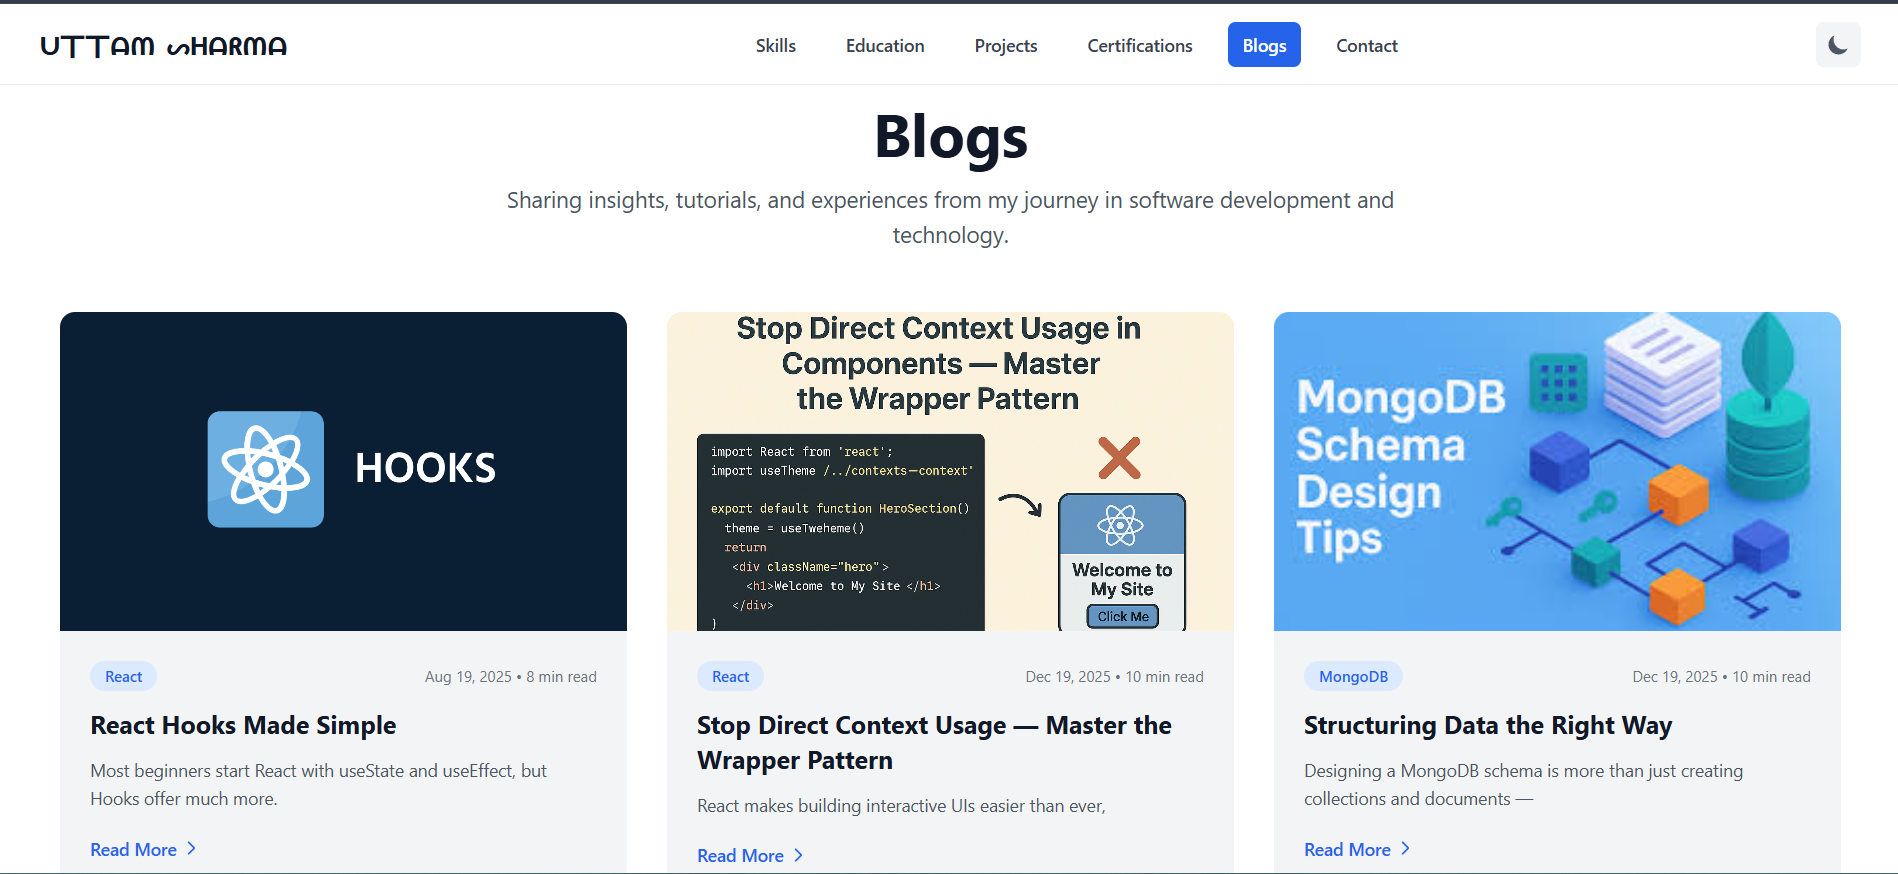 UTTAM SHARMA
Skills
Education
Projects
Certifications
Blogs
Contact
Blogs
Sharing insights, tutorials, and experiences from my journey in software development and
technology.
HOOKS
React
Aug 19, 2025 • 8 min read
React Hooks Made Simple
Most beginners start React with useState and useEffect, but
Hooks offer much more.
Read More
Stop Direct Context Usage in
Components — Master
the Wrapper Pattern
import React from 'react';
import useTheme /../contexts—context'
export default function HeroSection()
theme = useTweheme()
return
<div className="hero">
<h1>Welcome to My Site </h1>
</div>
)
Welcome to
My Site
Click Me
React
Dec 19, 2025 • 10 min read
Stop Direct Context Usage — Master the
Wrapper Pattern
React makes building interactive UIs easier than ever,
Read More
MongoDB
Schema
Design
Tips
MongoDB
Dec 19, 2025 • 10 min read
Structuring Data the Right Way
Designing a MongoDB schema is more than just creating
collections and documents —
Read More